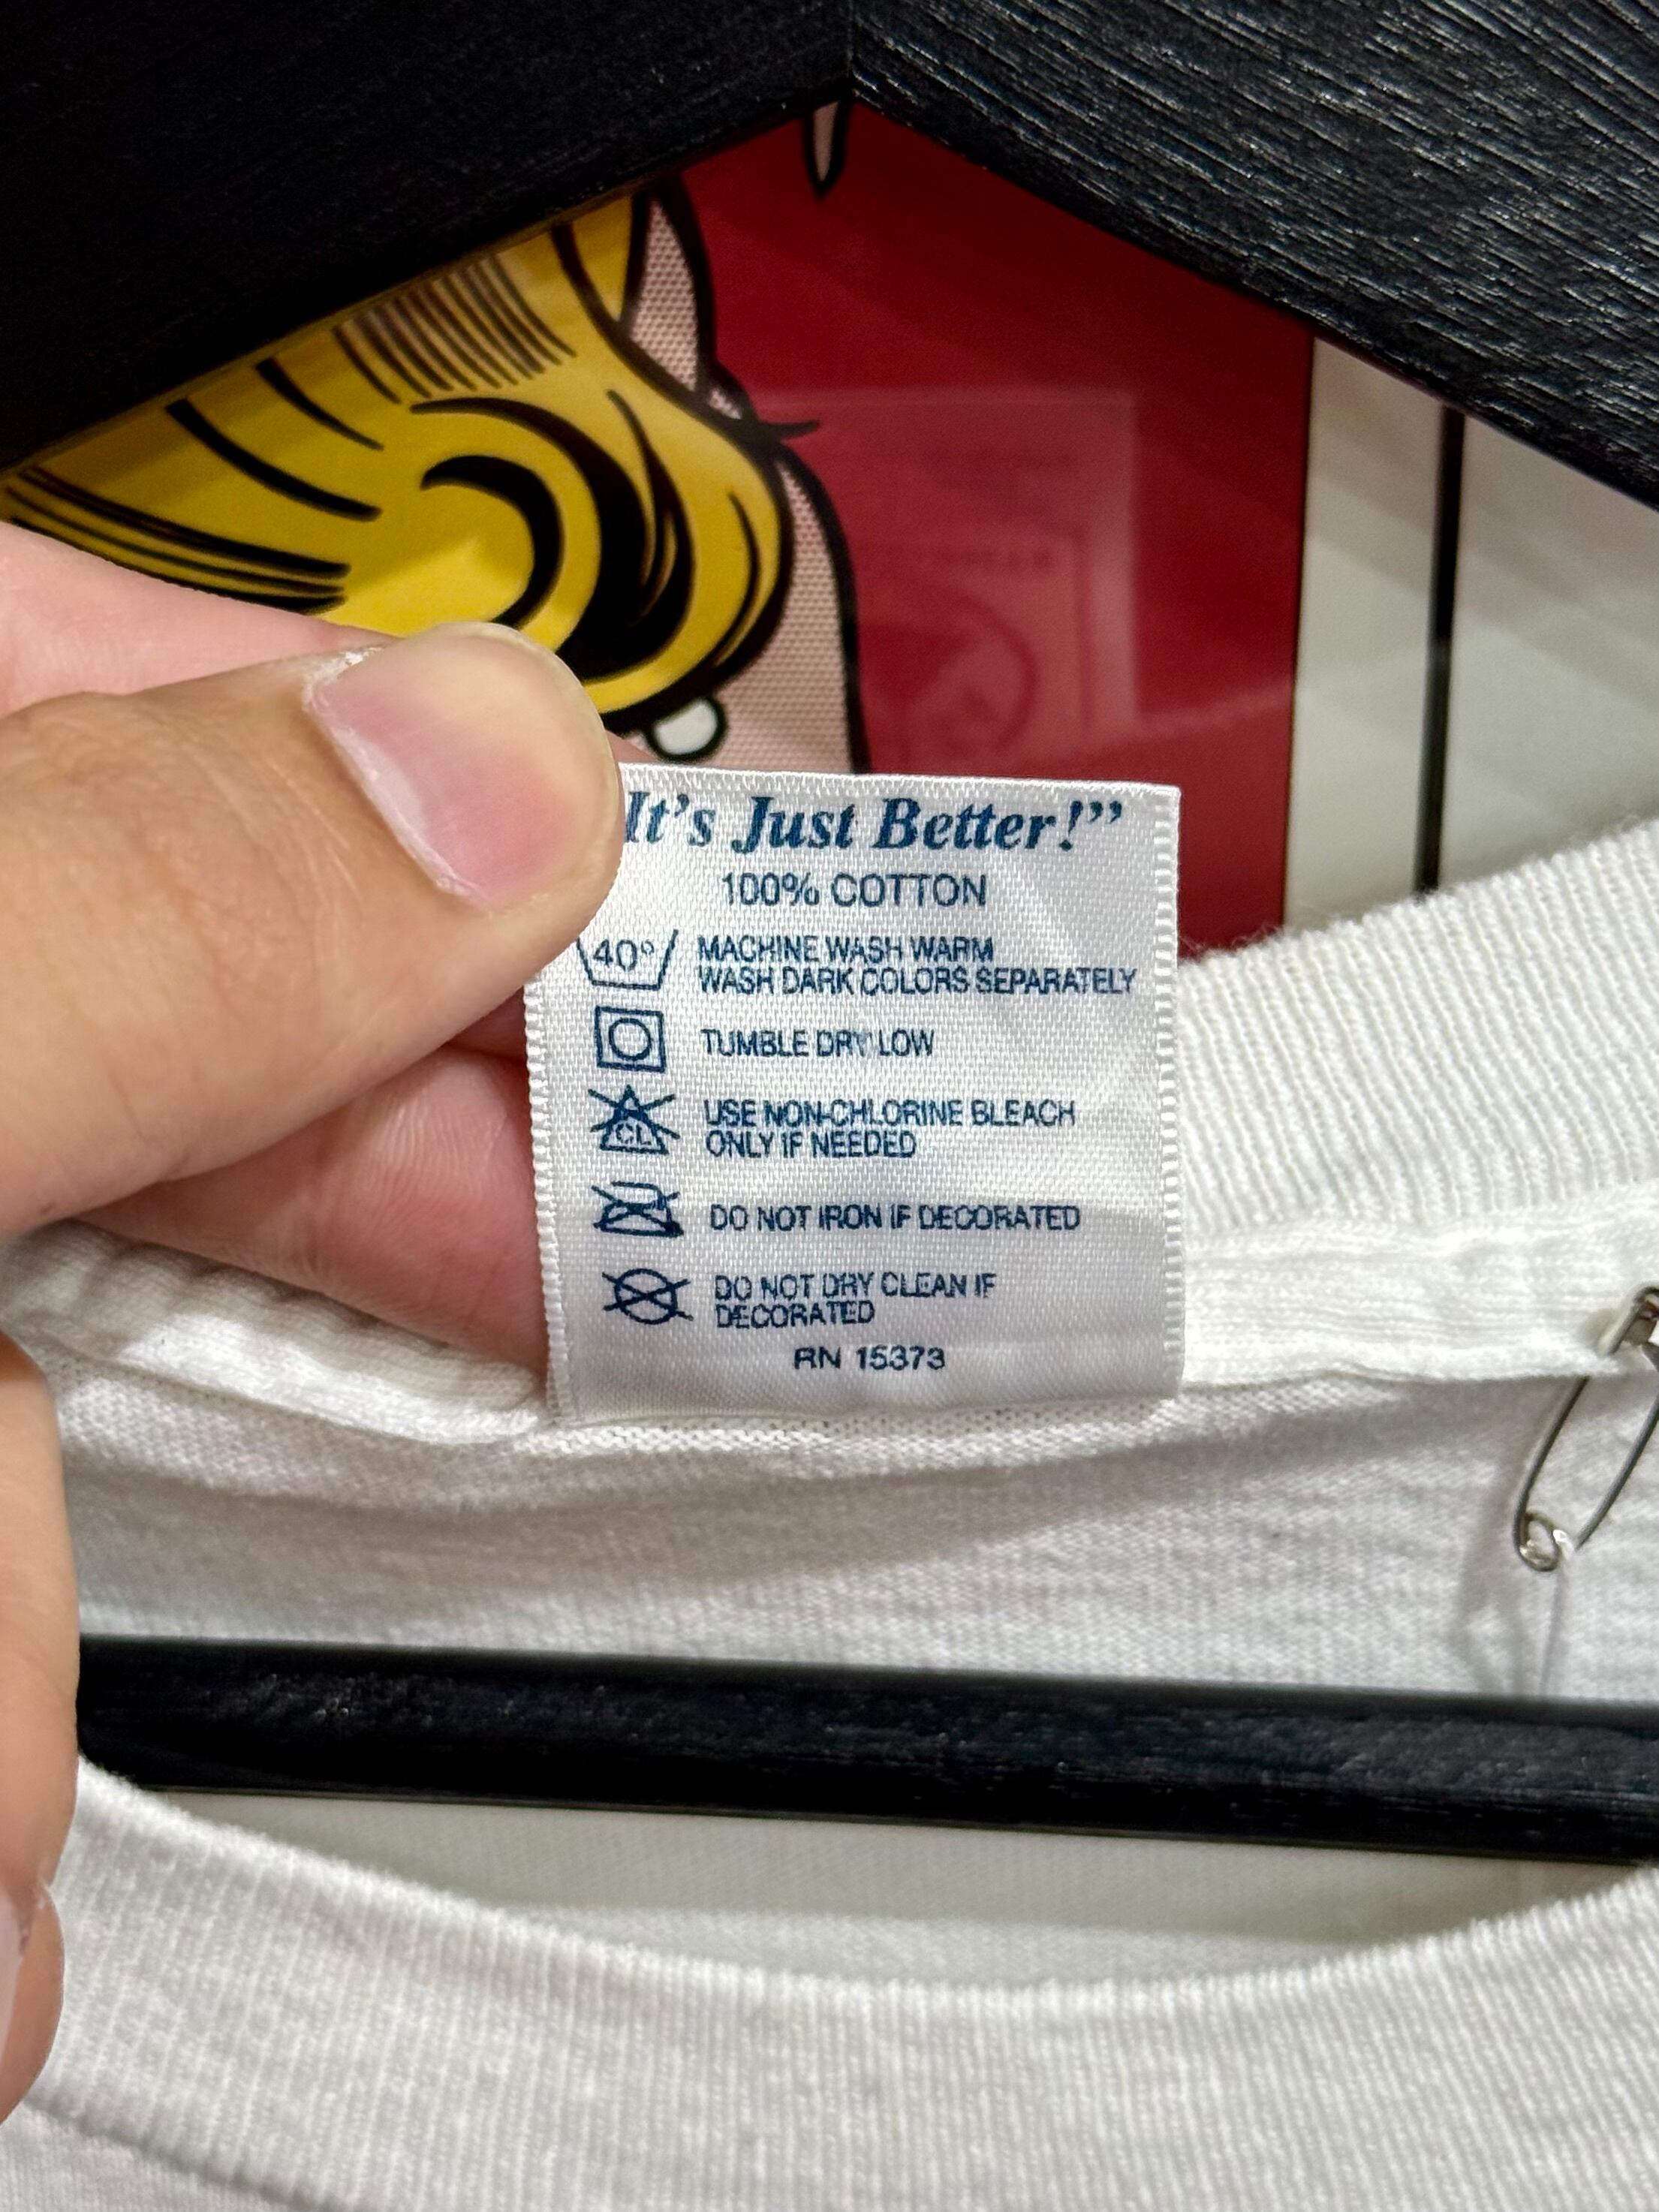 It's Just Better!”
100% COTTON
40° MACHINE WASH WARM
WASH DARK COLORS SEPARATELY
TUMBLE DRY LOW
CL USE NON-CHLORINE BLEACH
ONLY IF NEEDED
DO NOT IRON IF DECORATED
DO NOT DRY CLEAN IF
DECORATED
RN 15373